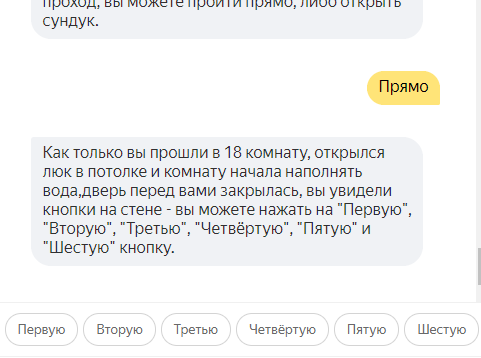 проход, вы можете пройти прямо, либо открыть
сундук.
Прямо
Как только вы прошли в 18 комнату, открылся
люк в потолке и комнату начала наполнять
вода,дверь перед вами закрылась, вы увидели
кнопки на стене - вы можете нажать на "Первую",
"Вторую", "Третью", "Четвёртую", "Пятую" и
"Шестую" кнопку.
Первую Вторую Третью Четвёртую Пятую Шестую